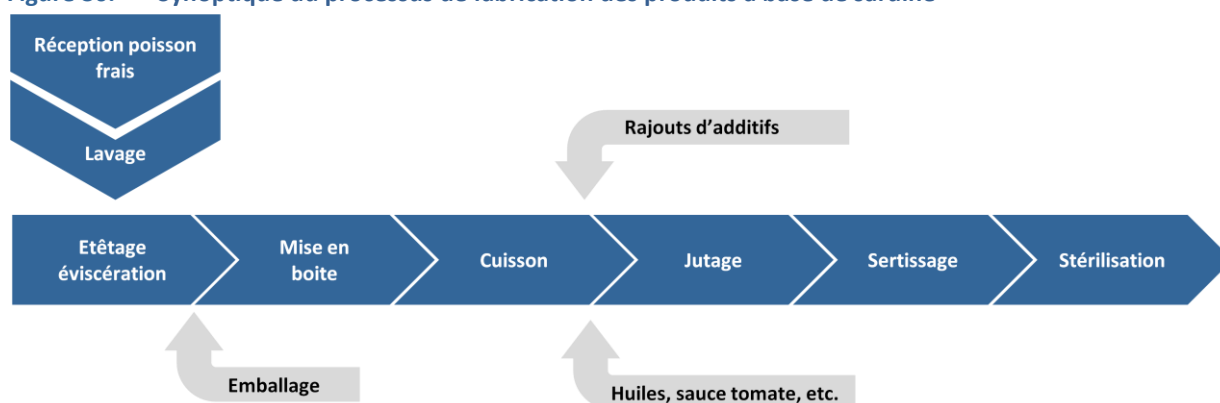 Réception poisson
frais
Lavage
Rajouts d’additifs
Etêtage
éviscération
Mise en
boite
Cuisson
Jutage
Sertissage
Stérilisation
Emballage
Huiles, sauce tomate, etc.